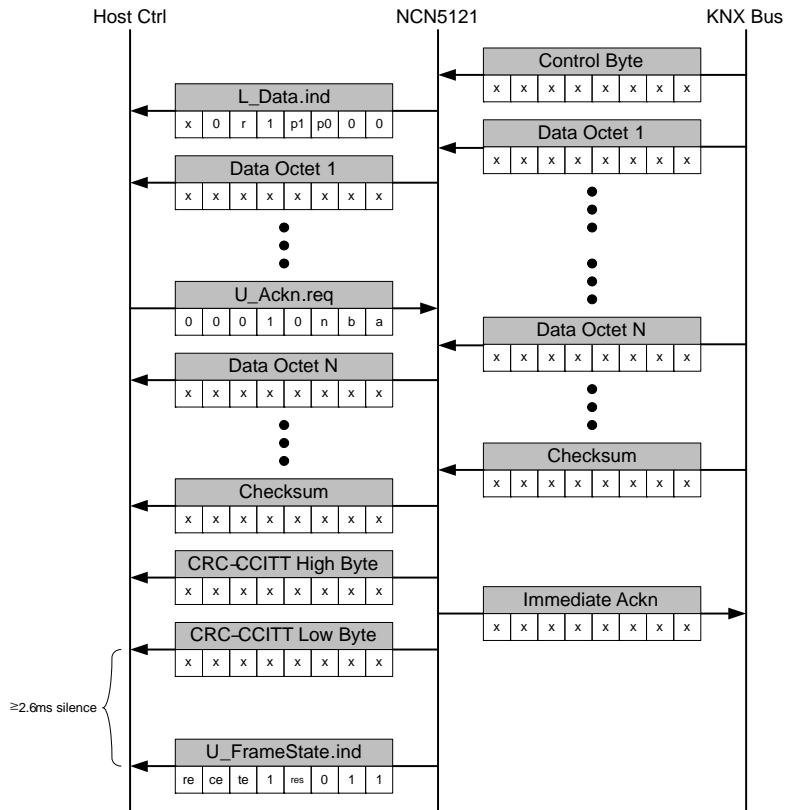 Host Ctrl NCN5121 KNX Bus
Control Byte
x x x x x x x x
L_Data.ind
x 0 r 1 p1 p0 0 0
Data Octet 1
x x x x x x x x
Data Octet 1
x x x x x x x x
U_Ackn.req
0 0 0 1 0 n b a
Data Octet N
x x x x x x x x
Data Octet N
x x x x x x x x
Checksum
x x x x x x x x
Checksum
x x x x x x x x
CRC-CCITT High Byte
x x x x x x x x
Immediate Ackn
x x x x x x x x
CRC-CCITT Low Byte
x x x x x x x x
≥2.6ms silence
U_FrameState.ind
re ce te 1 res 0 1 1